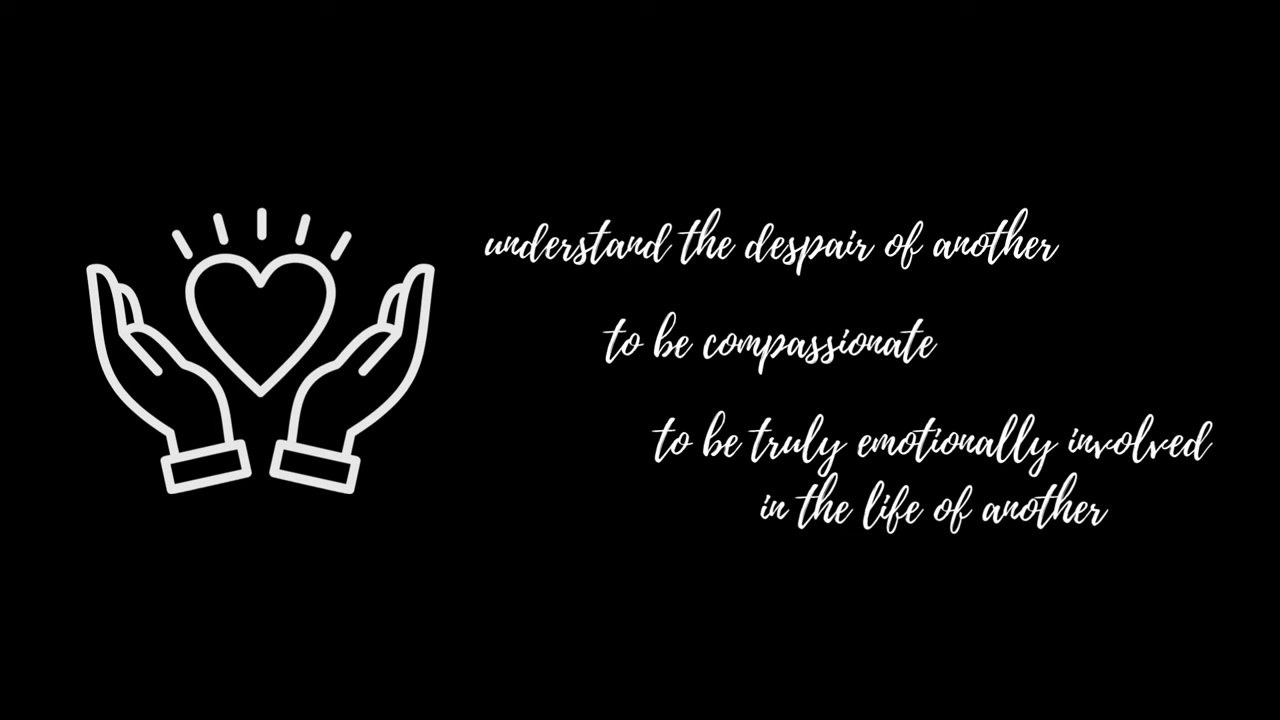 understand the despair of another
to be compassionate
to be truly emotionally involved
in the life of another